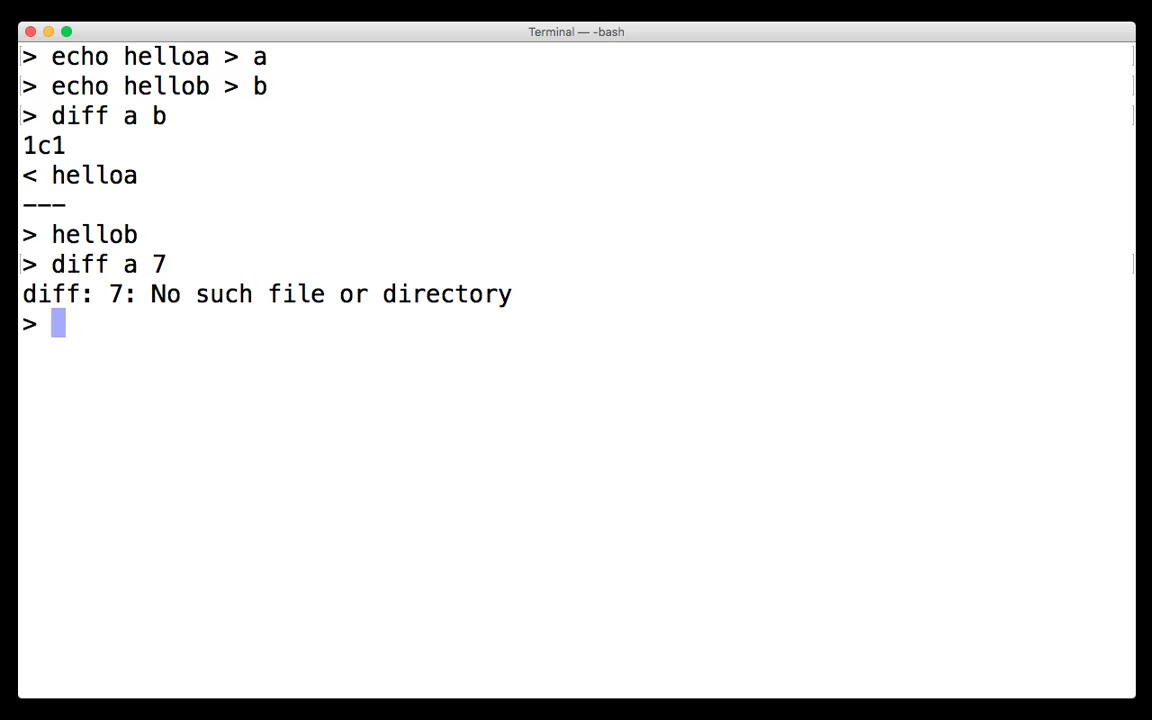 Terminal — -bash
> echo helloa > a
> echo hellob > b
> diff a b
1c1
< helloa
---
> hellob
> diff a 7
diff: 7: No such file or directory
>